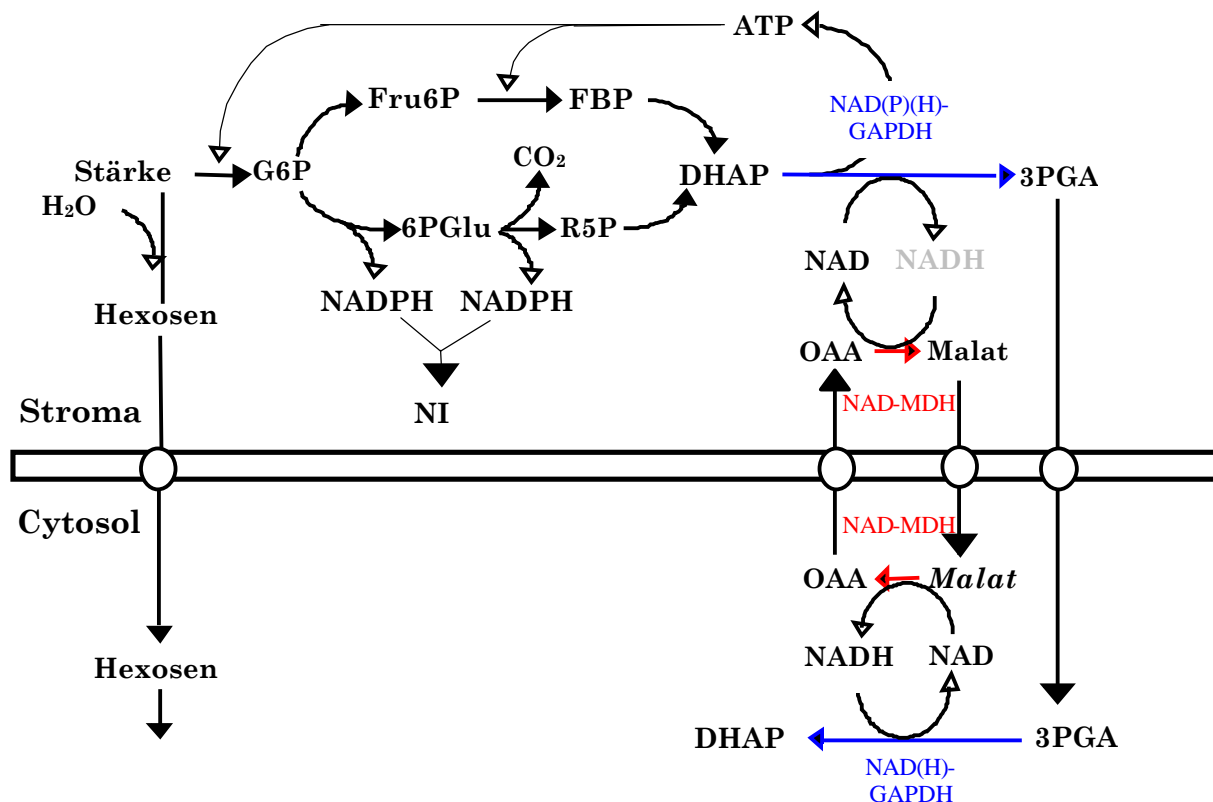 ATP
Fru6P
FBP
NAD(P)(H)-
GAPDH
CO₂
Stärke
G6P
DHAP
3PGA
H₂O
6PGlu
R5P
NAD
NADH
NADPH
NADPH
Hexosen
OAA
Malat
NAD-MDH
Stroma
NI
Cytosol
NAD-MDH
OAA
Malat
Hexosen
NADH
NAD
DHAP
3PGA
NAD(H)-
GAPDH